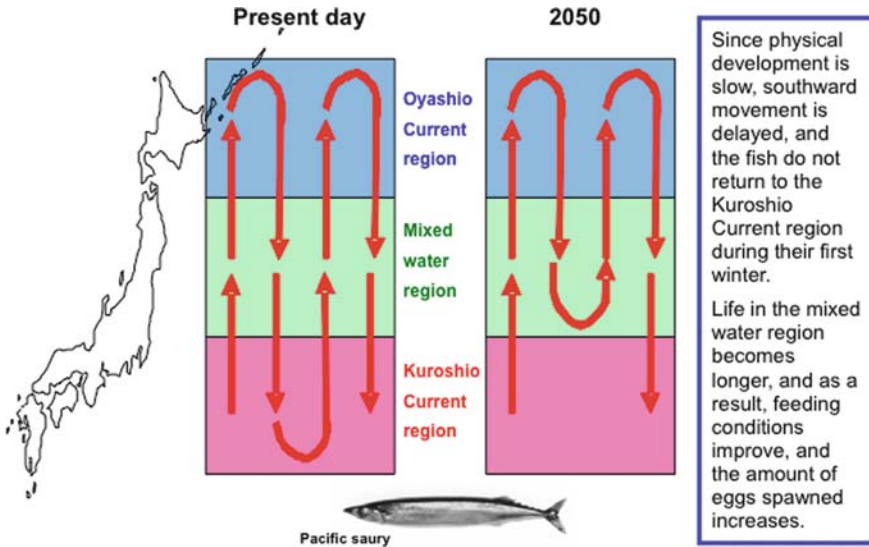 Present day
2050
Oyashio
Current
region
Mixed
water
region
Kuroshio
Current
region
Pacific saury
Since physical
development is
slow, southward
movement is
delayed, and
the fish do not
return to the
Kuroshio
Current region
during their first
winter.
Life in the mixed
water region
becomes
longer, and as a
result, feeding
conditions
improve, and
the amount of
eggs spawned
increases.